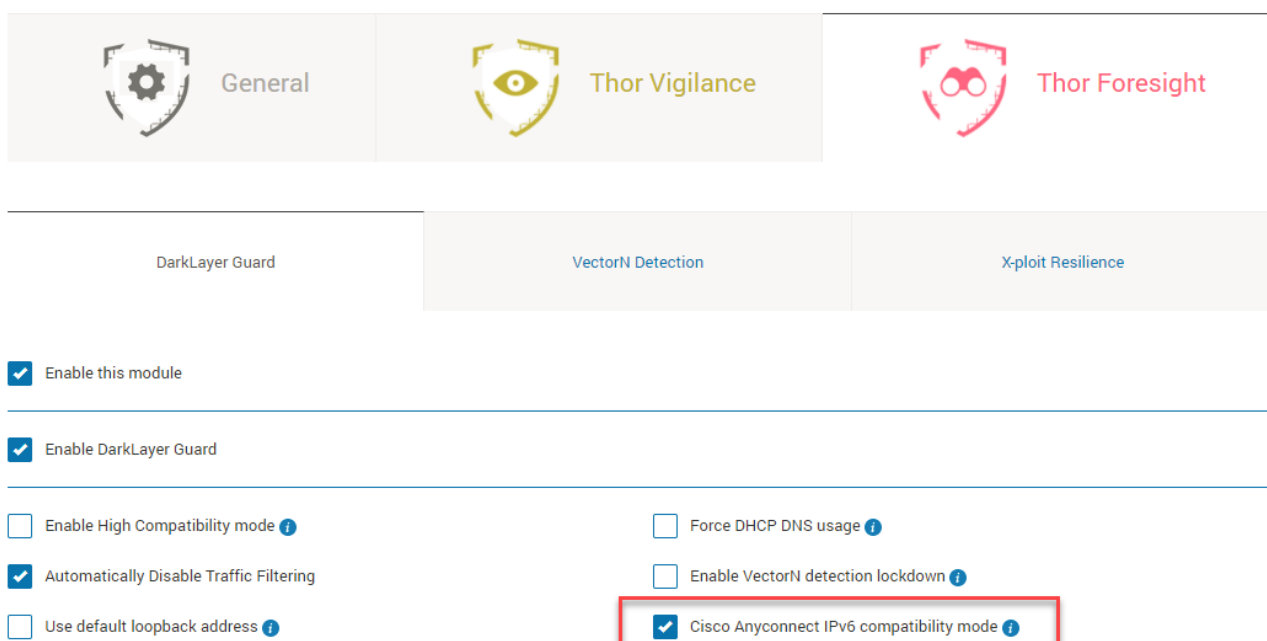 General
Thor Vigilance
Thor Foresight
DarkLayer Guard
VectorN Detection
X-ploit Resilience
Enable this module
Enable DarkLayer Guard
Enable High Compatibility mode
Force DHCP DNS usage
Automatically Disable Traffic Filtering
Enable VectorN detection lockdown
Use default loopback address
Cisco Anyconnect IPv6 compatibility mode